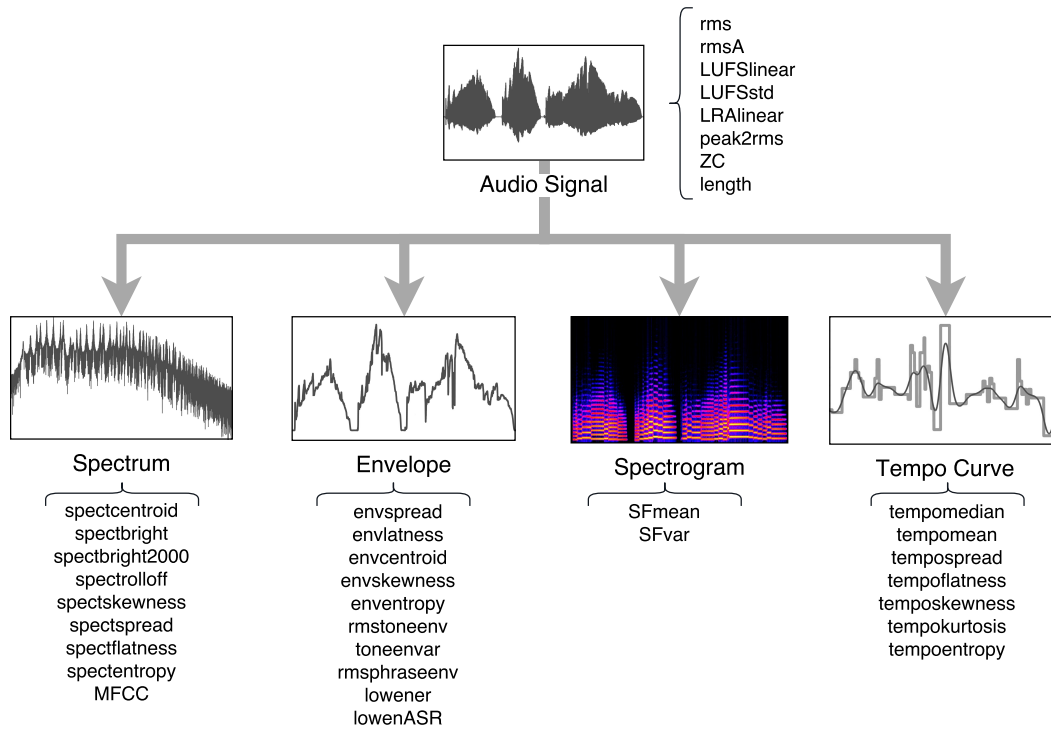 rms
rmsA
LUFSlinear
LUFSstd
LRAlinear
peak2rms
ZC
length
Audio Signal
Spectrum
spectcentroid
spectbright
spectbright2000
spectrolloff
spectskewness
spectspread
spectflatness
spectentropy
MFCC
Envelope
envspread
envlatness
envcentroid
envskewness
enventropy
rmstoneenv
toneenvar
rmsphraseenv
lowener
lowenASR
Spectrogram
SFmean
SFvar
Tempo Curve
tempomedian
tempomean
tempospread
tempoflatness
temposkewness
tempokurtosis
tempoentropy